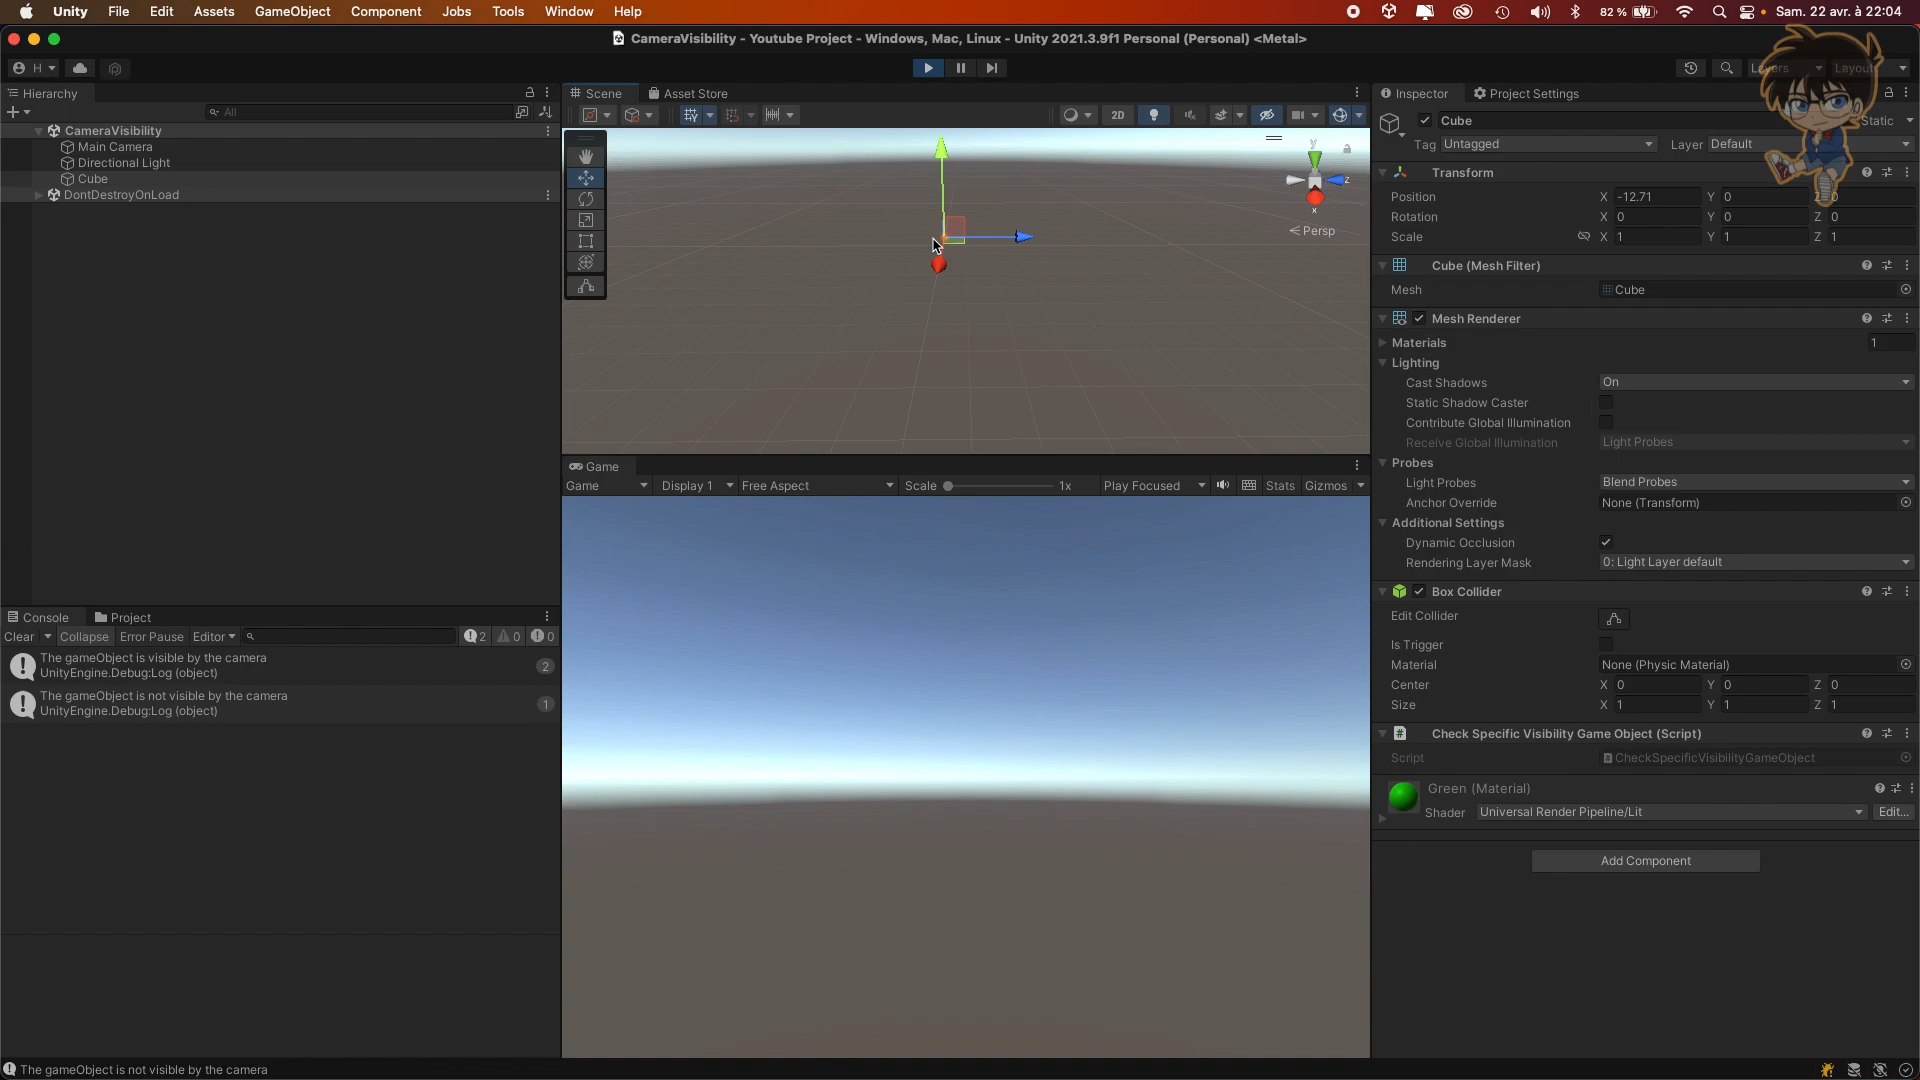 Unity File Edit Assets GameObject Component Jobs Tools Window Help 82 % Sam. 22 avr. à 22:04
CameraVisibility - Youtube Project - Windows, Mac, Linux - Unity 2021.3.9f1 Personal (Personal) <Metal>
H Layers Layout
Hierarchy
All
CameraVisibility
Main Camera
Directional Light
Cube
DontDestroyOnLoad
Scene Asset Store
2D
y
z
x
Persp
Game
Game Display 1 Free Aspect Scale 1x Play Focused Stats Gizmos
Console Project
Clear Collapse Error Pause Editor 2 0 0
The gameObject is visible by the camera
UnityEngine.Debug:Log (object)
2
The gameObject is not visible by the camera
UnityEngine.Debug:Log (object)
1
The gameObject is not visible by the camera
Inspector Project Settings
Cube Static
Tag Untagged Layer Default
Transform
Position X -12.71 Y 0 Z 0
Rotation X 0 Y 0 Z 0
Scale X 1 Y 1 Z 1
Cube (Mesh Filter)
Mesh Cube
Mesh Renderer
Materials 1
Lighting
Cast Shadows On
Static Shadow Caster
Contribute Global Illumination
Receive Global Illumination Light Probes
Probes
Light Probes Blend Probes
Anchor Override None (Transform)
Additional Settings
Dynamic Occlusion
Rendering Layer Mask 0: Light Layer default
Box Collider
Edit Collider
Is Trigger
Material None (Physic Material)
Center X 0 Y 0 Z 0
Size X 1 Y 1 Z 1
# Check Specific Visibility Game Object (Script)
Script CheckSpecificVisibilityGameObject
Green (Material)
Shader Universal Render Pipeline/Lit Edit...
Add Component